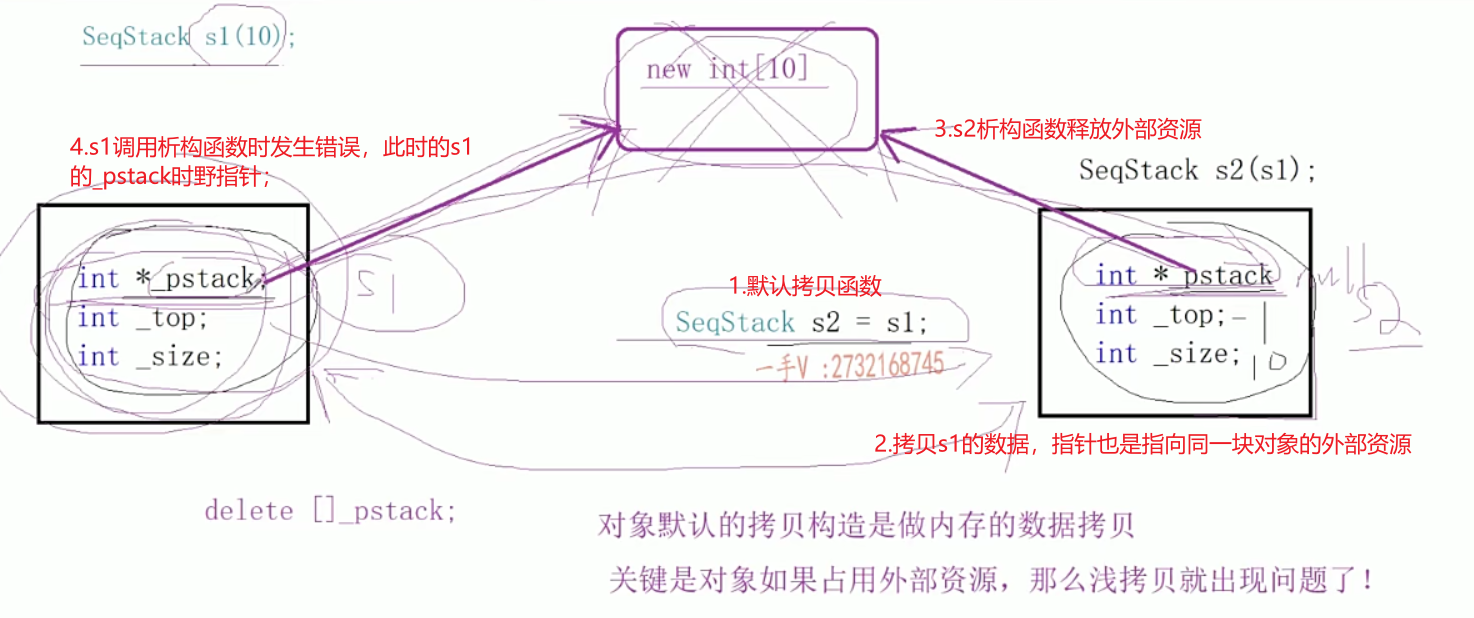 SeqStack s1(10);
new int[10]
4.s1调用析构函数时发生错误，此时的s1
的_pstack时野指针；
3.s2析构函数释放外部资源
SeqStack s2(s1);
int *_pstack;
int _top;
int _size;
s1
1.默认拷贝函数
SeqStack s2 = s1;
一手V :2732168745
int *_pstack
null
int _top;-1
s2
int _size;10
2.拷贝s1的数据，指针也是指向同一块对象的外部资源
delete []_pstack;
对象默认的拷贝构造是做内存的数据拷贝
关键是对象如果占用外部资源，那么浅拷贝就出现问题了！